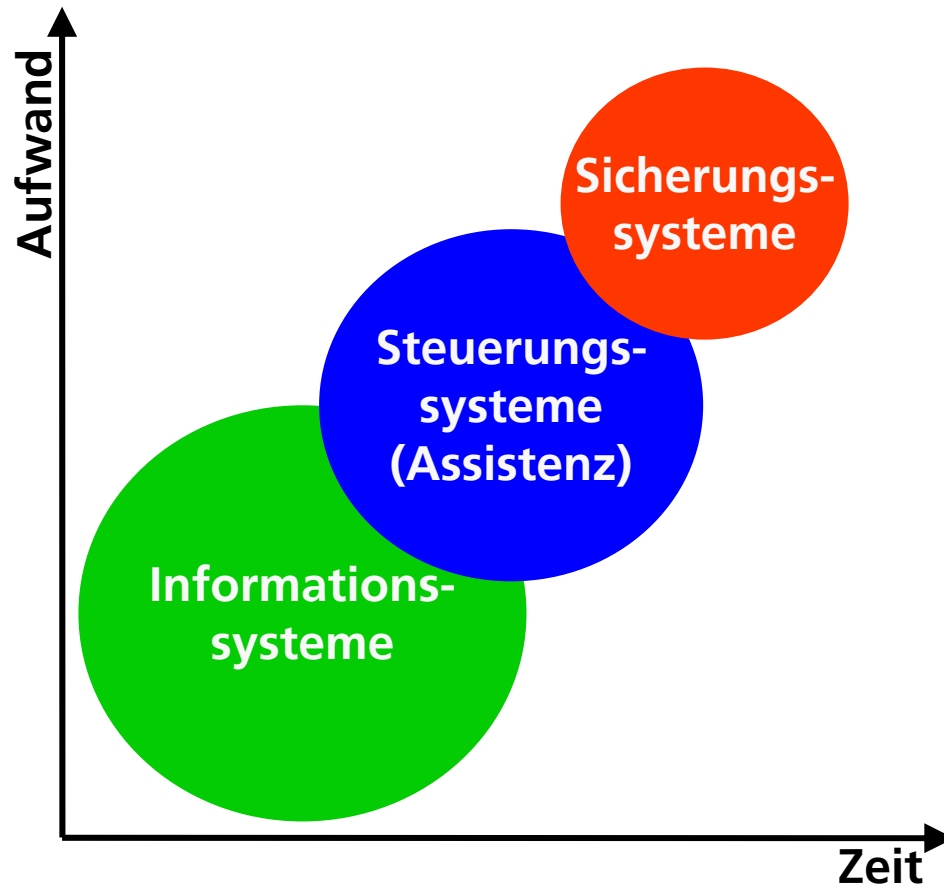 Aufwand
Sicherungs-
systeme
Steuerungs-
systeme
(Assistenz)
Informations-
systeme
Zeit